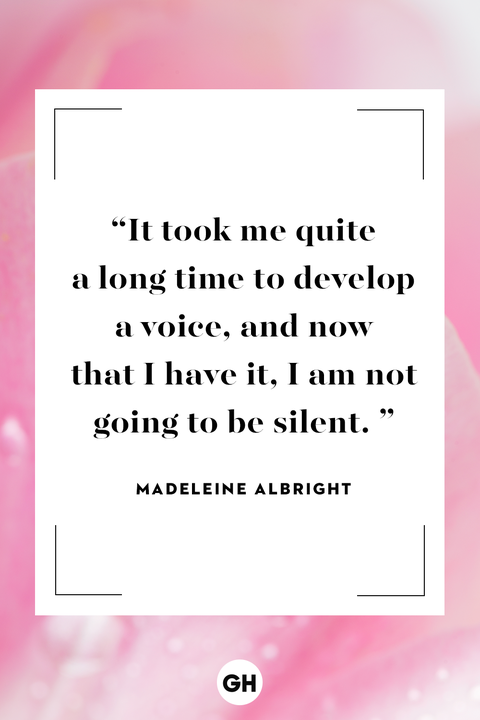 “It took me quite
a long time to develop
a voice, and now
that I have it, I am not
going to be silent. ”
MADELEINE ALBRIGHT
GH